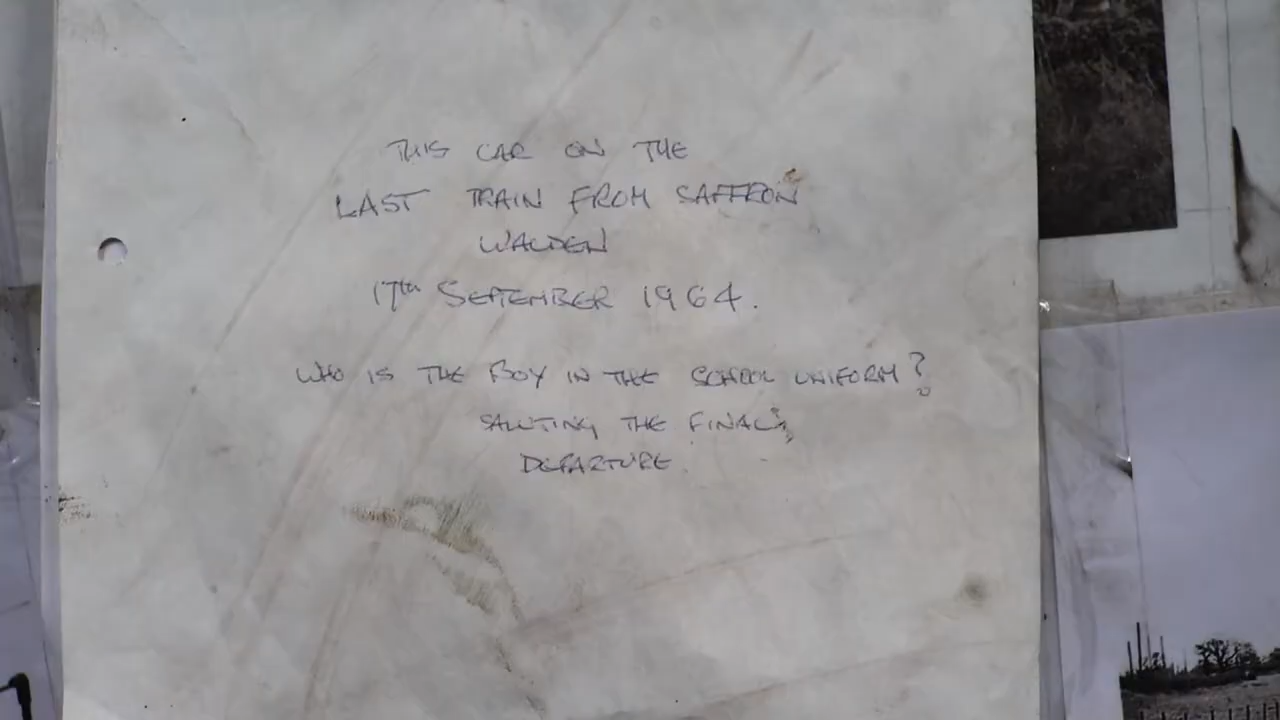 THIS CAR ON THE
LAST TRAIN FROM SAFFRON
WALDEN
17th SEPTEMBER 1964.
WHO IS THE BOY IN THE SCHOOL UNIFORM?
SALUTING THE FINAL
DEPARTURE